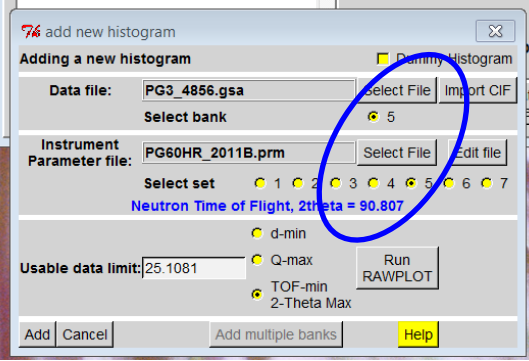 7% add new histogram
Adding a new histogram Dummy Histogram
Data file: PG3_4856.gsa Select File Import CIF
Select bank 5
Instrument
Parameter file: PG60HR_2011B.prm Select File Edit file
Select set 1 2 3 4 5 6 7
Neutron Time of Flight, 2theta = 90.807
d-min
Usable data limit: 25.1081 Q-max Run
RAWPLOT
TOF-min
2-Theta Max
Add Cancel Add multiple banks Help